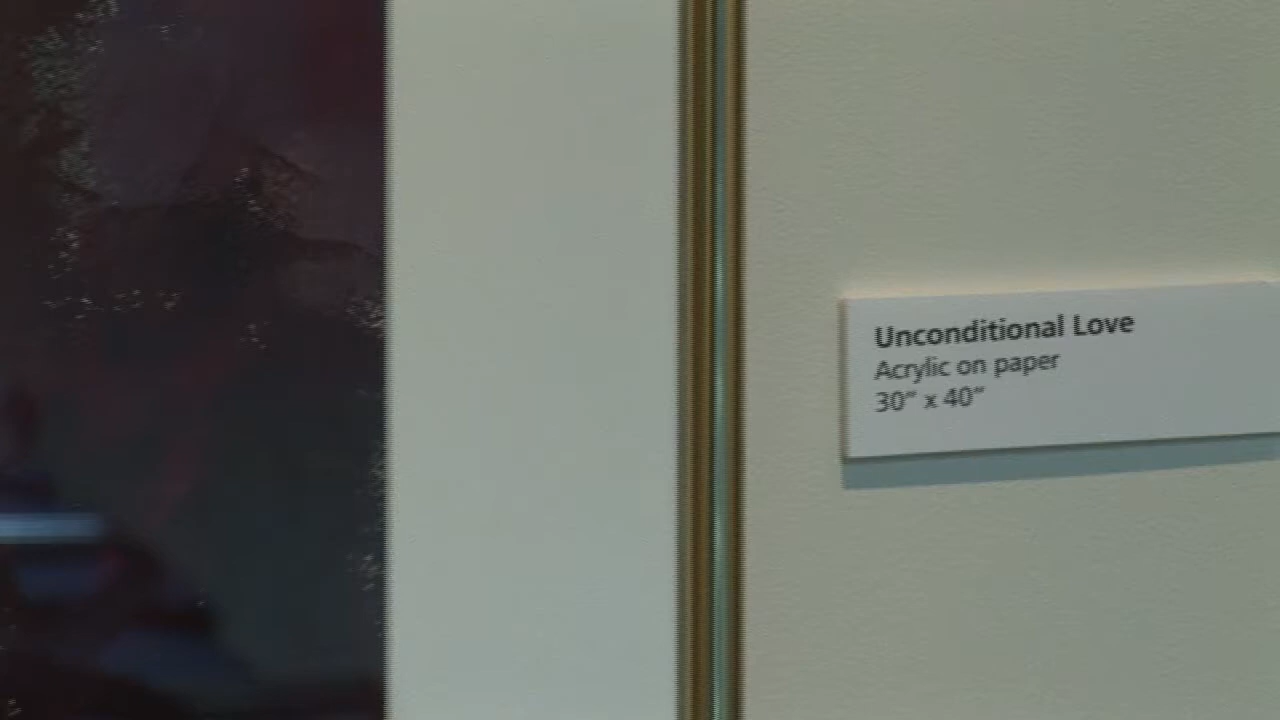 Unconditional Love
Acrylic on paper
30” x 40”